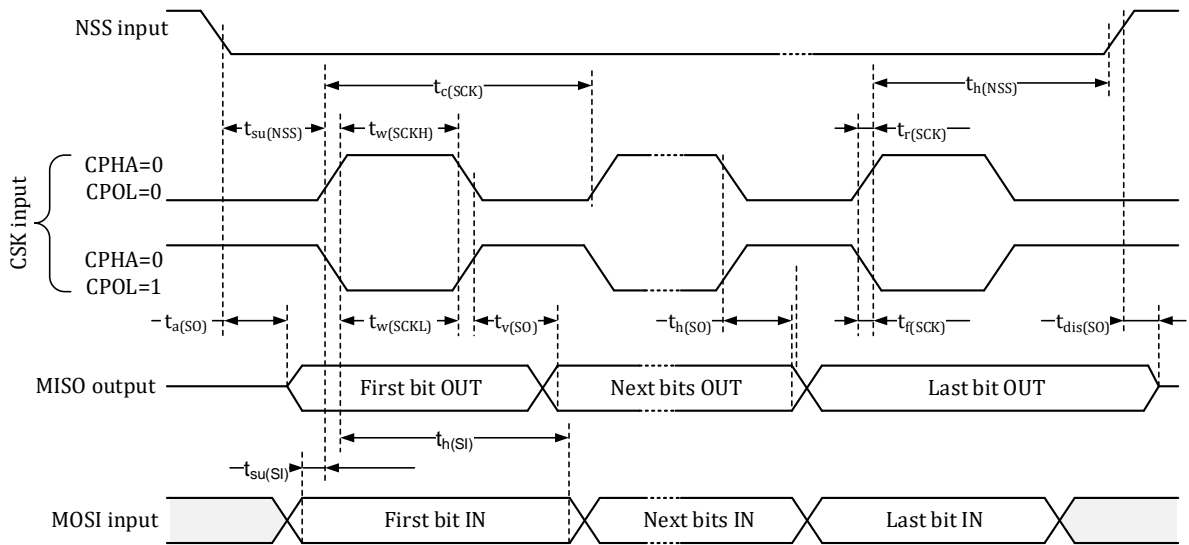 NSS input
tc(SCK)
th(NSS)
tsu(NSS)
tw(SCKH)
tr(SCK)
CSK input
CPHA=0
CPOL=0
CPHA=0
CPOL=1
ta(SO)
tw(SCKL)
tv(SO)
th(SO)
tf(SCK)
tdis(SO)
MISO output
First bit OUT
Next bits OUT
Last bit OUT
th(SI)
tsu(SI)
MOSI input
First bit IN
Next bits IN
Last bit IN